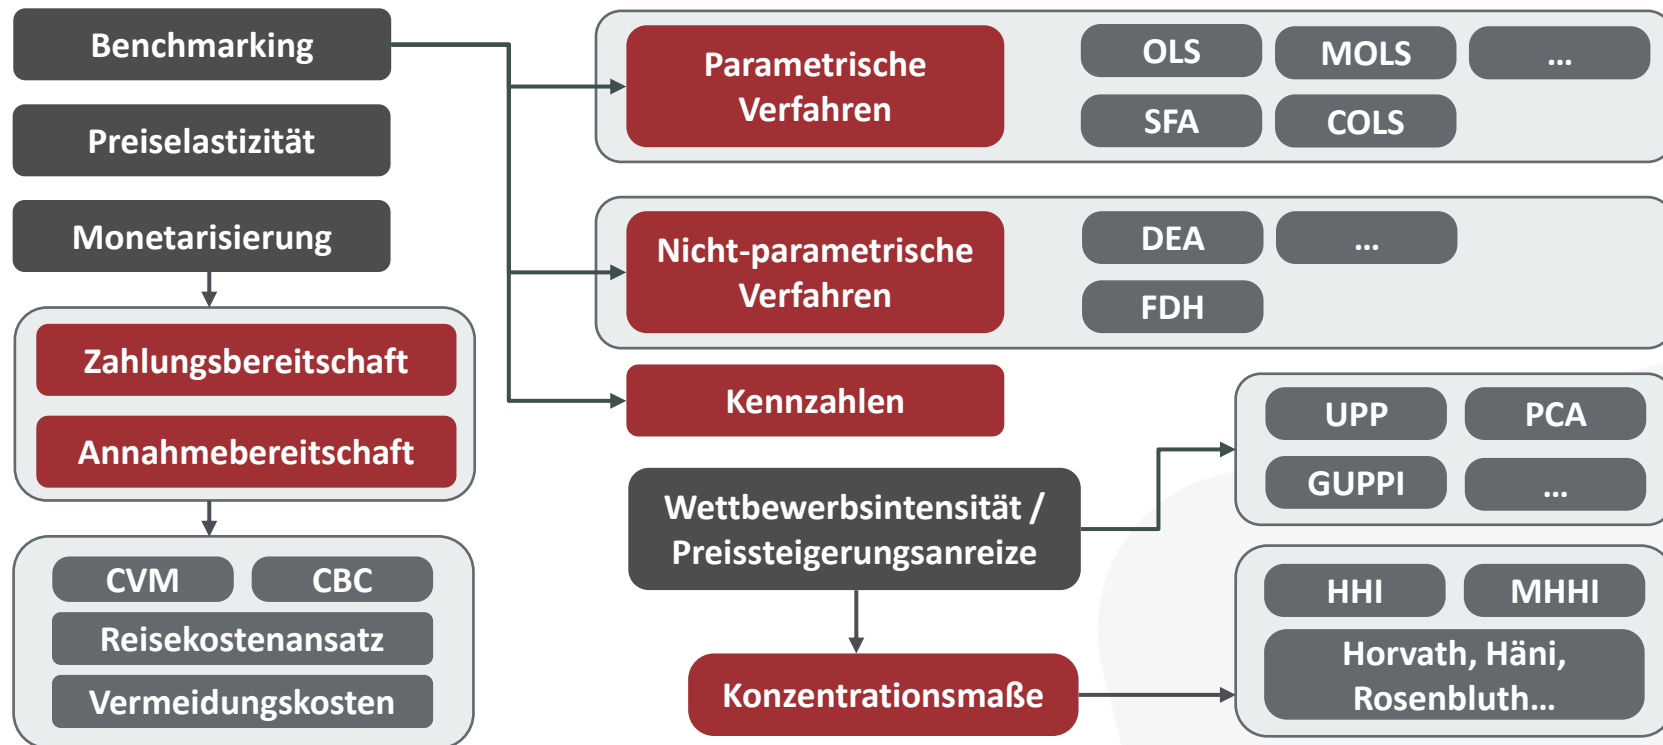 Benchmarking
Preiselastizität
Monetarisierung
Zahlungsbereitschaft
Annahmebereitschaft
CVM
CBC
Reisekostenansatz
Vermeidungskosten
Parametrische
Verfahren
OLS
MOLS
...
SFA
COLS
Nicht-parametrische
Verfahren
DEA
...
FDH
Kennzahlen
Wettbewerbsintensität /
Preissteigerungsanreize
UPP
PCA
GUPPI
...
Konzentrationsmaße
HHI
MHHI
Horvath, Häni,
Rosenbluth...